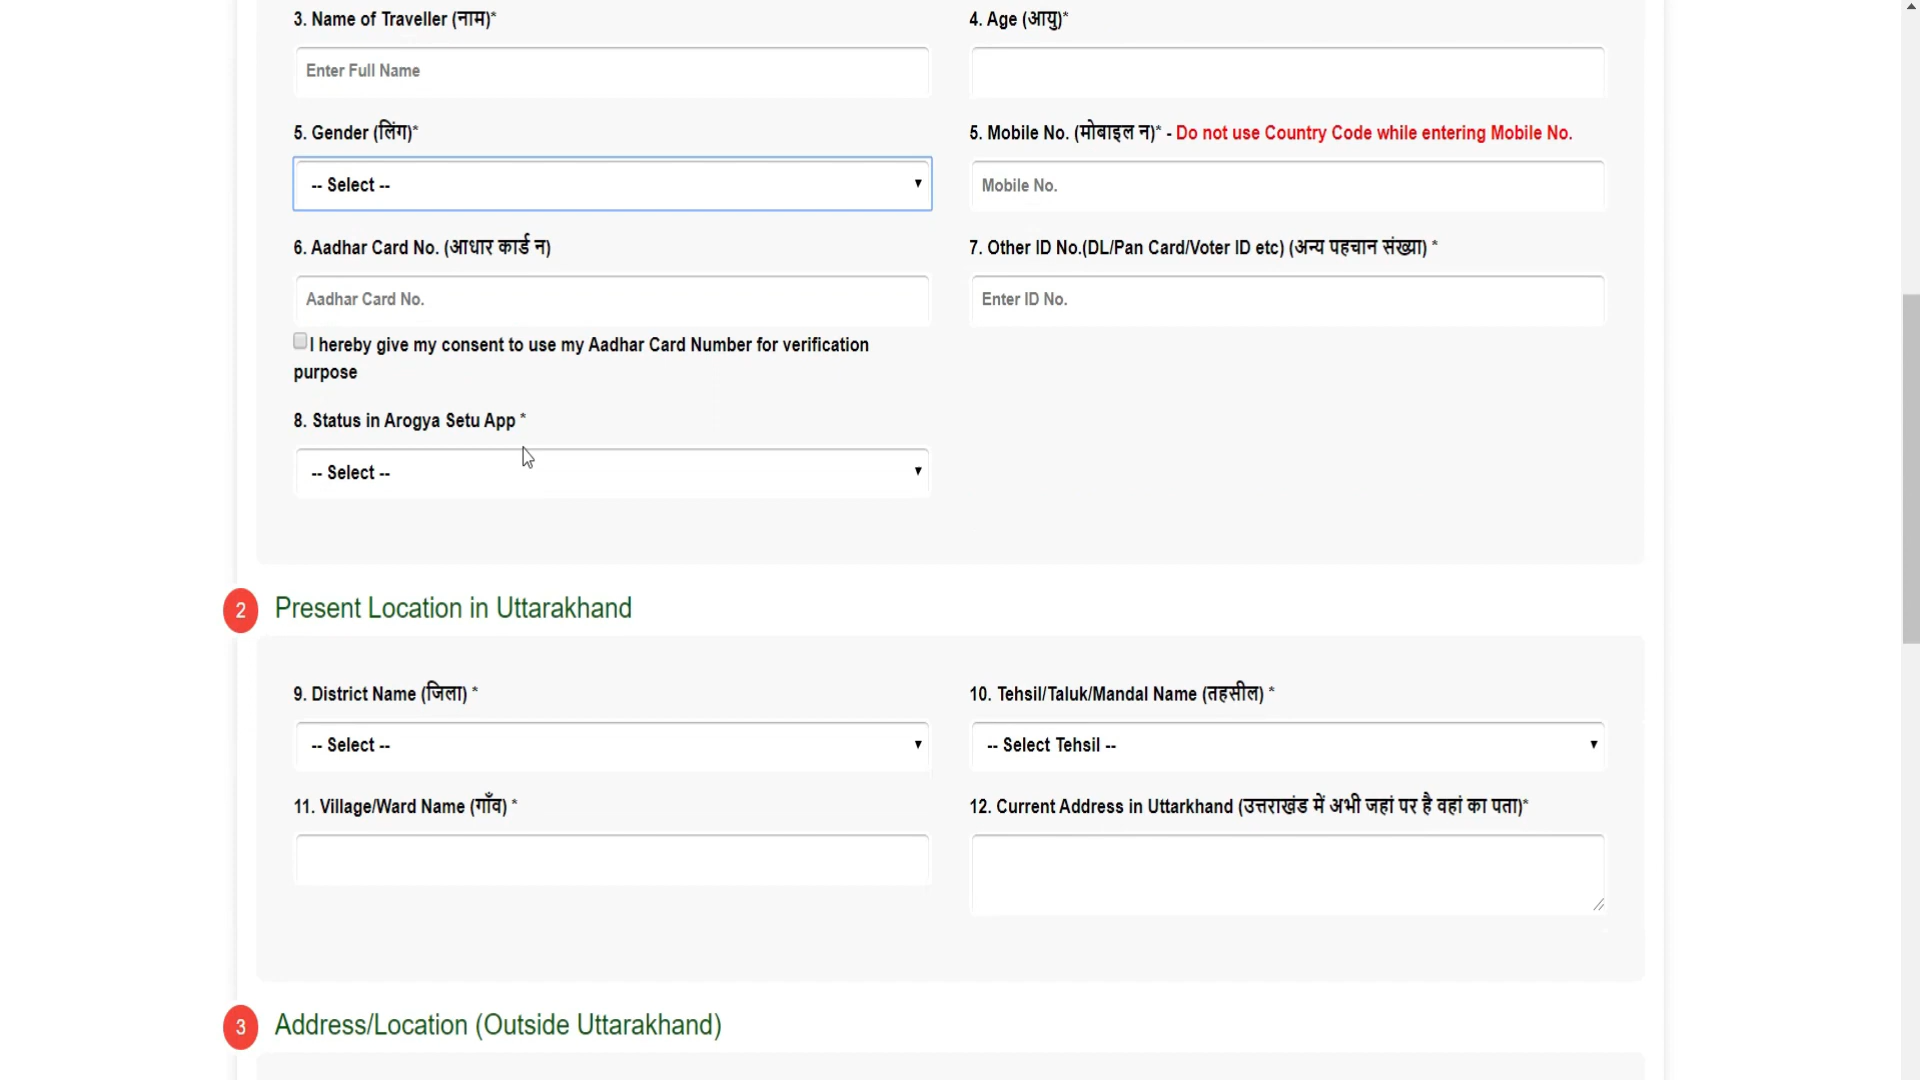 3. Name of Traveller (नाम)*
4. Age (आयु)*
Enter Full Name
5. Gender (लिंग)*
5. Mobile No. (मोबाइल न)* - Do not use Country Code while entering Mobile No.
-- Select --
Mobile No.
6. Aadhar Card No. (आधार कार्ड न)
7. Other ID No.(DL/Pan Card/Voter ID etc) (अन्य पहचान संख्या) *
Aadhar Card No.
Enter ID No.
I hereby give my consent to use my Aadhar Card Number for verification
purpose
8. Status in Arogya Setu App *
-- Select --
2 Present Location in Uttarakhand
9. District Name (जिला) *
10. Tehsil/Taluk/Mandal Name (तहसील) *
-- Select --
-- Select Tehsil --
11. Village/Ward Name (गाँव) *
12. Current Address in Uttarkhand (उत्तराखंड में अभी जहां पर है वहां का पता)*
3 Address/Location (Outside Uttarakhand)